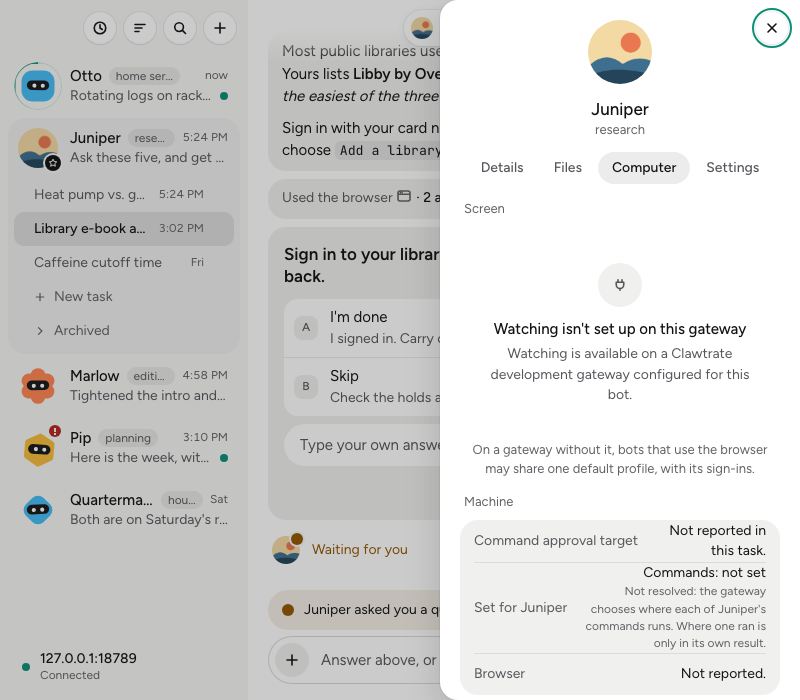 Otto home ser... now
Rotating logs on rack...
Juniper rese... 5:24 PM
Ask these five, and get ...
Heat pump vs. g... 5:24 PM
Library e-book a... 3:02 PM
Caffeine cutoff time Fri
New task
Archived
Marlow editi... 4:58 PM
Tightened the intro and...
Pip planning 3:10 PM
Here is the week, wit...
Quarterma... hou... Sat
Both are on Saturday's r...
127.0.0.1:18789
Connected
Most public libraries use
Yours lists Libby by Ove
the easiest of the three
Sign in with your card n
choose Add a library
Used the browser · 2 a
Sign in to your librar
back.
A I'm done
I signed in. Carry
B Skip
Check the holds a
Type your own answe
Waiting for you
Juniper asked you a q
Answer above, or
Juniper
research
Details Files Computer Settings
Screen
Watching isn't set up on this gateway
Watching is available on a Clawtrate
development gateway configured for this
bot.
On a gateway without it, bots that use the browser
may share one default profile, with its sign-ins.
Machine
Command approval target Not reported in
this task.
Set for Juniper Commands: not set
Not resolved: the gateway
chooses where each of Juniper's
commands runs. Where one ran is
only in its own result.
Browser Not reported.